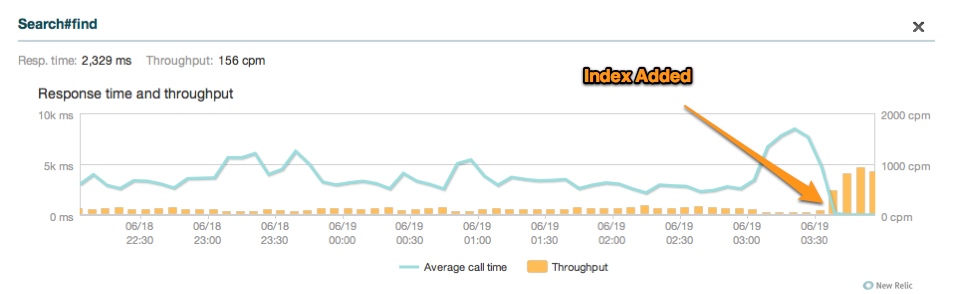 Search#find
Resp. time: 2,329 ms Throughput: 156 cpm
Index Added
Response time and throughput
10k ms 2000 cpm
5k ms 1000 cpm
0 ms 0 cpm
06/18 06/18 06/18 06/19 06/19 06/19 06/19 06/19 06/19 06/19 06/19
22:30 23:00 23:30 00:00 00:30 01:00 01:30 02:00 02:30 03:00 03:30
Average call time Throughput
New Relic